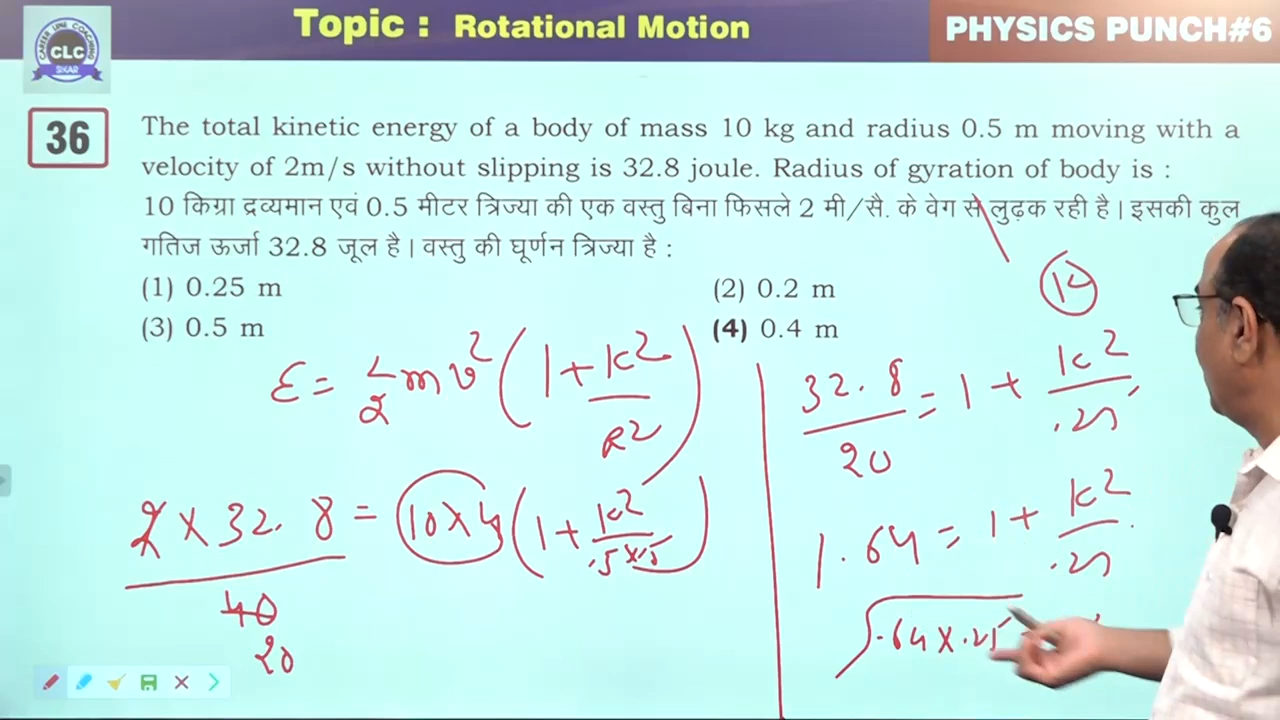 CAREER LINE COACHING
CLC
SIKAR
Topic : Rotational Motion
PHYSICS PUNCH#6
36
The total kinetic energy of a body of mass 10 kg and radius 0.5 m moving with a
velocity of 2m/s without slipping is 32.8 joule. Radius of gyration of body is :
10 किग्रा द्रव्यमान एवं 0.5 मीटर त्रिज्या की एक वस्तु बिना फिसले 2 मी/सै. के वेग से लुढ़क रही है। इसकी कुल
गतिज ऊर्जा 32.8 जूल है। वस्तु की घूर्णन त्रिज्या है :
(1) 0.25 m
(2) 0.2 m
(3) 0.5 m
(4) 0.4 m
K
E = 1/2 mv² (1 + K²/R²)
2 × 32.8 / 40 = 10×4 (1 + K²/.5×.5)
20
32.8/20 = 1 + K²/.25
1.64 = 1 + K²/.25
√.64×.25